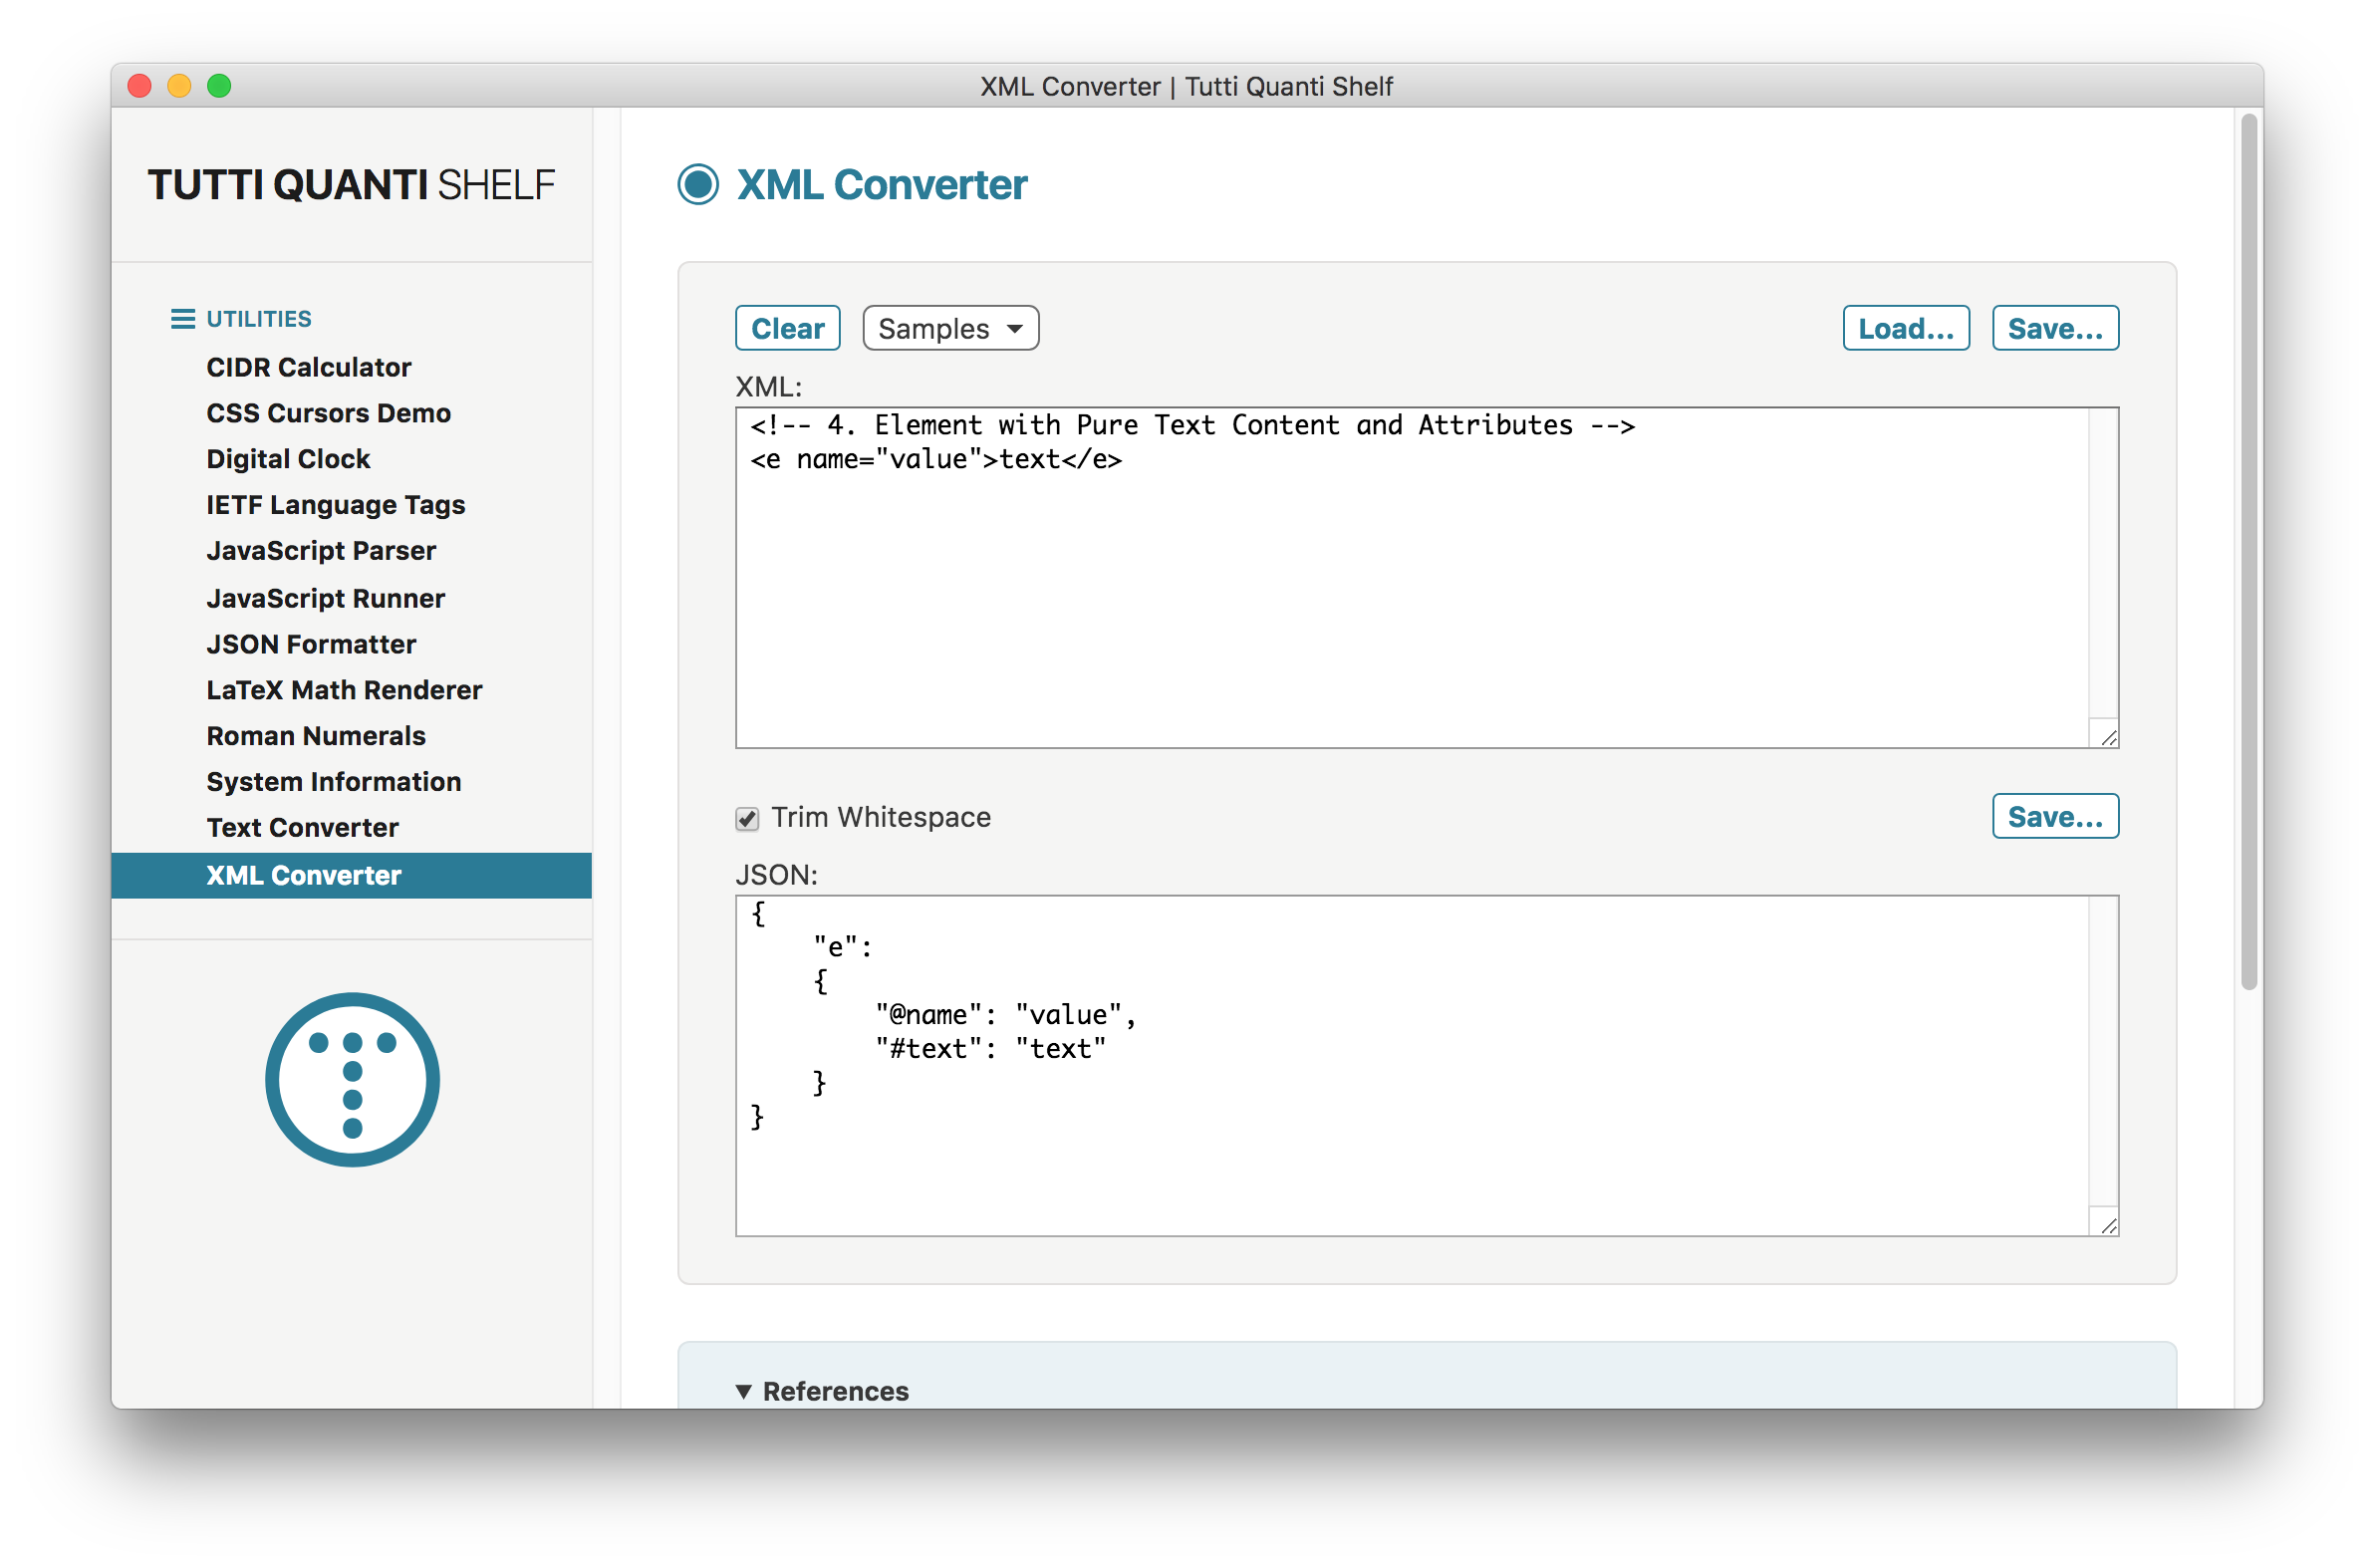 XML Converter | Tutti Quanti Shelf
TUTTI QUANTI SHELF
UTILITIES
CIDR Calculator
CSS Cursors Demo
Digital Clock
IETF Language Tags
JavaScript Parser
JavaScript Runner
JSON Formatter
LaTeX Math Renderer
Roman Numerals
System Information
Text Converter
XML Converter
XML Converter
Clear Samples Load... Save...
XML:
<!-- 4. Element with Pure Text Content and Attributes -->
<e name="value">text</e>
Trim Whitespace Save...
JSON:
{
    "e":
    {
        "@name": "value",
        "#text": "text"
    }
}
References